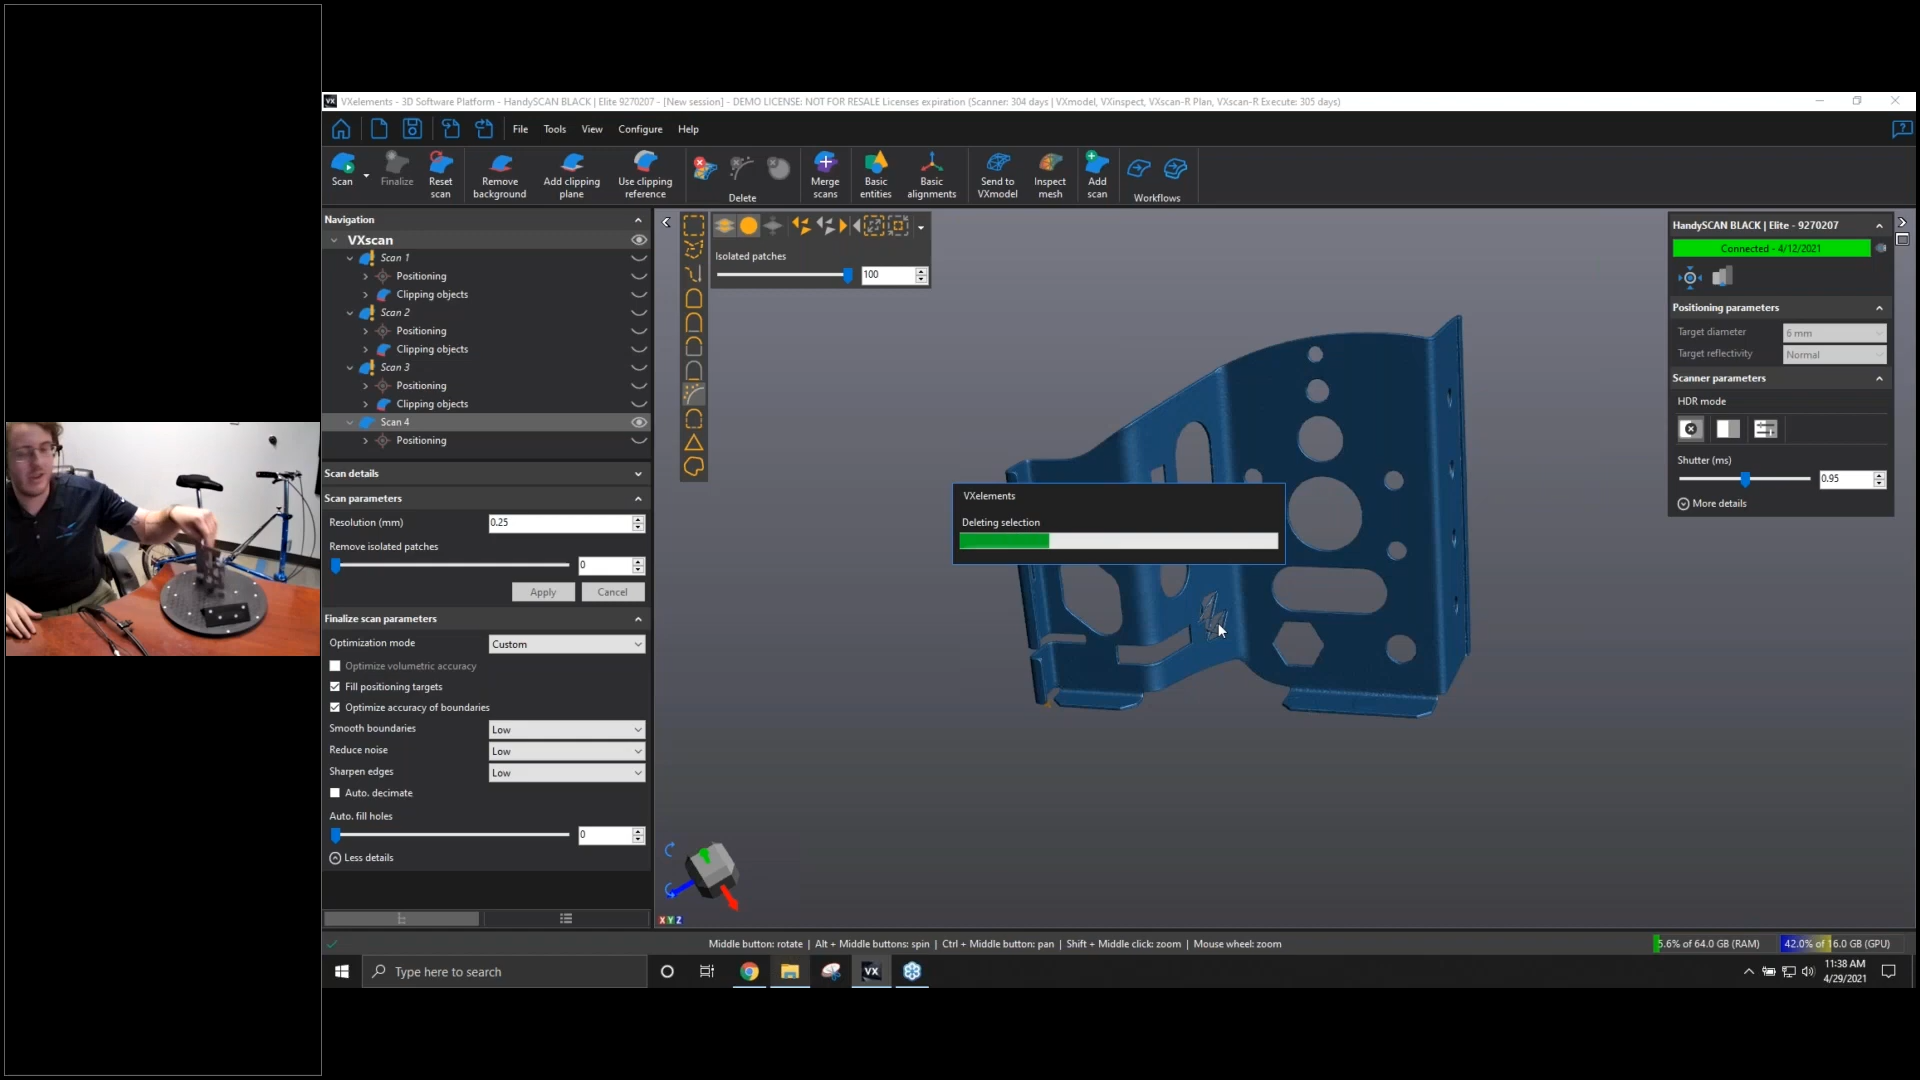 VXelements - 3D Software Platform - HandySCAN BLACK | Elite 9270207 - [New session] - DEMO LICENSE: NOT FOR RESALE Licenses expiration (Scanner: 304 days | VXmodel, VXinspect, VXscan-R Plan, VXscan-R Execute: 305 days)
File Tools View Configure Help
Scan
Finalize
Reset scan
Remove background
Add clipping plane
Use clipping reference
Delete
Merge scans
Basic entities
Basic alignments
Send to VXmodel
Inspect mesh
Add scan
Workflows
Navigation
VXscan
Scan 1
Positioning
Clipping objects
Scan 2
Positioning
Clipping objects
Scan 3
Positioning
Clipping objects
Scan 4
Positioning
Scan details
Scan parameters
Resolution (mm) 0.25
Remove isolated patches
0
Apply Cancel
Finalize scan parameters
Optimization mode Custom
Optimize volumetric accuracy
Fill positioning targets
Optimize accuracy of boundaries
Smooth boundaries Low
Reduce noise Low
Sharpen edges Low
Auto. decimate
Auto. fill holes
0
Less details
Isolated patches
100
VXelements
Deleting selection
XYZ
HandySCAN BLACK | Elite - 9270207
Connected - 4/12/2021
Positioning parameters
Target diameter 6 mm
Target reflectivity Normal
Scanner parameters
HDR mode
Shutter (ms)
0.95
More details
Middle button: rotate | Alt + Middle buttons: spin | Ctrl + Middle button: pan | Shift + Middle click: zoom | Mouse wheel: zoom
5.6% of 64.0 GB (RAM) 42.0% of 16.0 GB (GPU)
Type here to search
VX
11:38 AM
4/29/2021